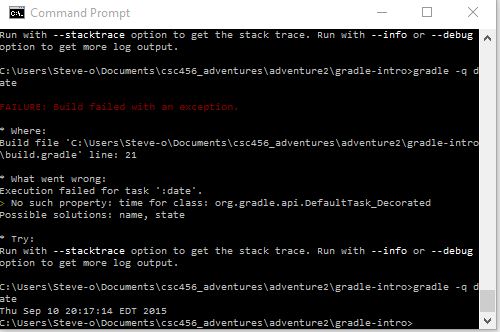 Command Prompt
Run with --stacktrace option to get the stack trace. Run with --info or --debug
option to get more log output.
C:\Users\Steve-o\Documents\csc456_adventures\adventure2\gradle-intro>gradle -q d
ate
FAILURE: Build failed with an exception.
* Where:
Build file 'C:\Users\Steve-o\Documents\csc456_adventures\adventure2\gradle-intro
\build.gradle' line: 21
* What went wrong:
Execution failed for task ':date'.
> No such property: time for class: org.gradle.api.DefaultTask_Decorated
Possible solutions: name, state
* Try:
Run with --stacktrace option to get the stack trace. Run with --info or --debug
option to get more log output.
C:\Users\Steve-o\Documents\csc456_adventures\adventure2\gradle-intro>gradle -q d
ate
Thu Sep 10 20:17:14 EDT 2015
C:\Users\Steve-o\Documents\csc456_adventures\adventure2\gradle-intro>